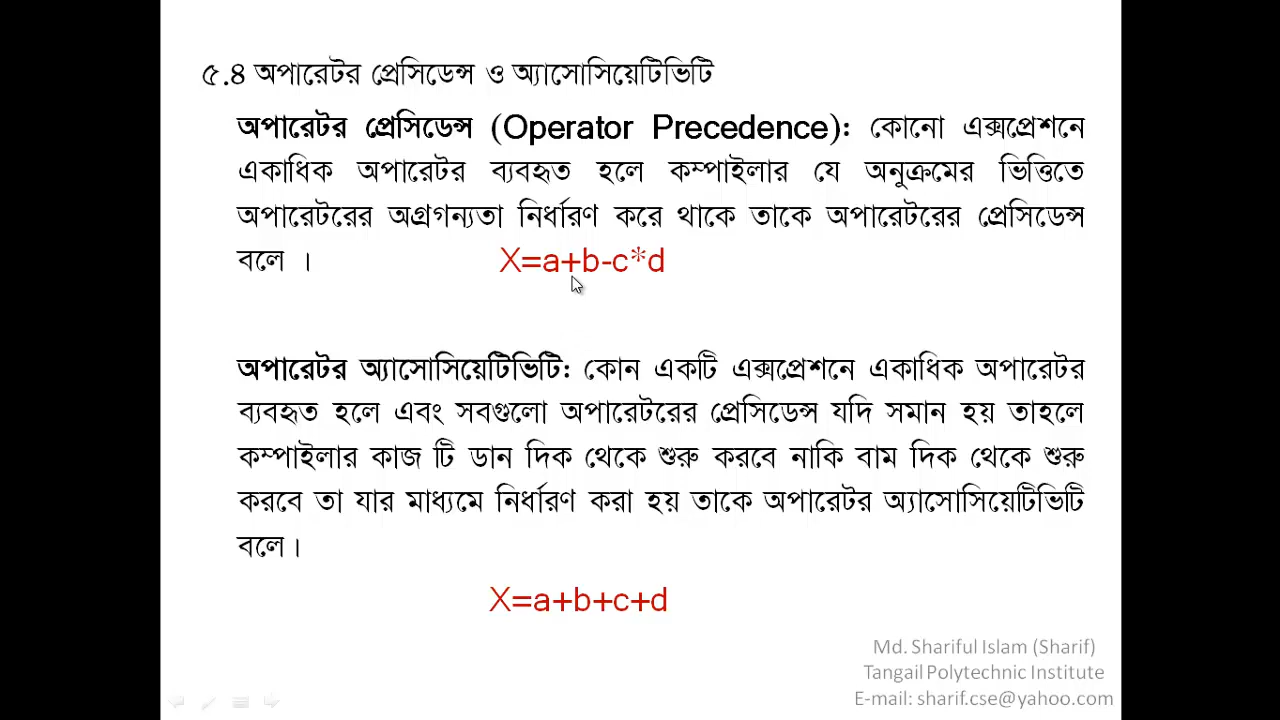 ৫.৪ অপারেটর প্রেসিডেন্স ও অ্যাসোসিয়েটিভিটি
অপারেটর প্রেসিডেন্স (Operator Precedence): কোনো এক্সপ্রেশনে
একাধিক অপারেটর ব্যবহৃত হলে কম্পাইলার যে অনুক্রমের ভিত্তিতে
অপারেটরের অগ্রগন্যতা নির্ধারণ করে থাকে তাকে অপারেটরের প্রেসিডেন্স
বলে ।
X=a+b-c*d
অপারেটর অ্যাসোসিয়েটিভিটি: কোন একটি এক্সপ্রেশনে একাধিক অপারেটর
ব্যবহৃত হলে এবং সবগুলো অপারেটরের প্রেসিডেন্স যদি সমান হয় তাহলে
কম্পাইলার কাজ টি ডান দিক থেকে শুরু করবে নাকি বাম দিক থেকে শুরু
করবে তা যার মাধ্যমে নির্ধারণ করা হয় তাকে অপারেটর অ্যাসোসিয়েটিভিটি
বলে।
X=a+b+c+d
Md. Shariful Islam (Sharif)
Tangail Polytechnic Institute
E-mail: sharif.cse@yahoo.com